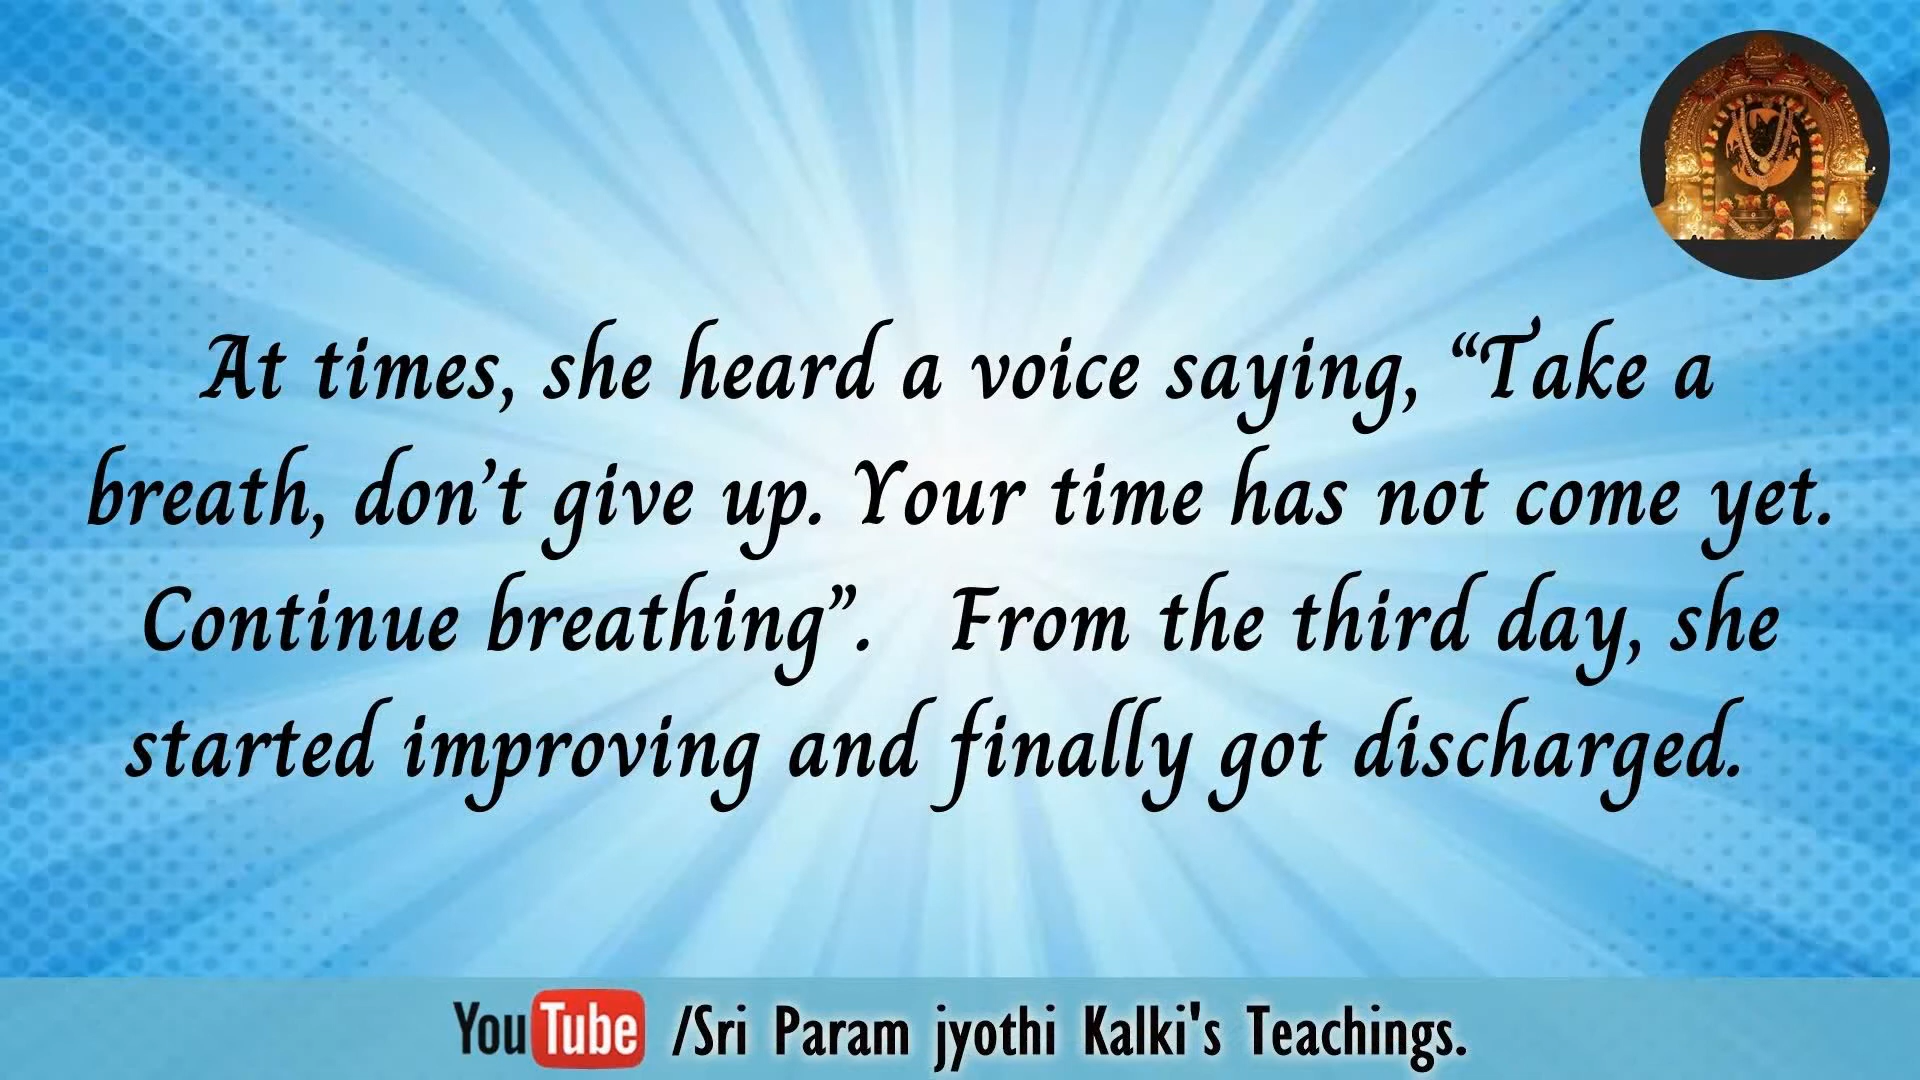 At times, she heard a voice saying, “Take a
breath, don’t give up. Your time has not come yet.
Continue breathing”.   From the third day, she
started improving and finally got discharged.
YouTube /Sri Param jyothi Kalki's Teachings.